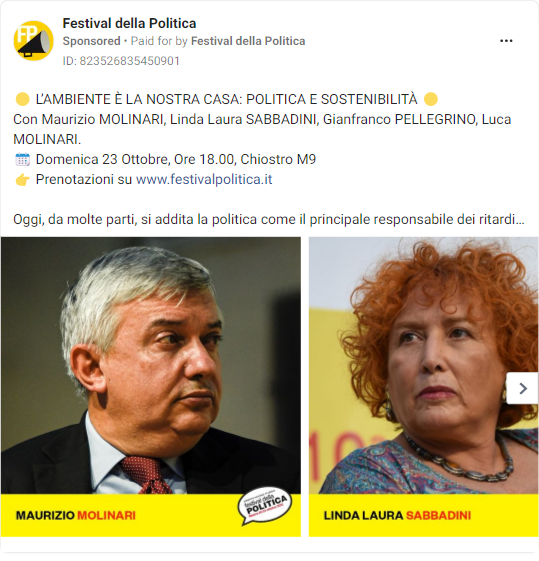 FP
Festival della Politica
Sponsored • Paid for by Festival della Politica
ID: 823526835450901
L'AMBIENTE È LA NOSTRA CASA: POLITICA E SOSTENIBILITÀ
Con Maurizio MOLINARI, Linda Laura SABBADINI, Gianfranco PELLEGRINO, Luca
MOLINARI.
Domenica 23 Ottobre, Ore 18.00, Chiostro M9
Prenotazioni su www.festivalpolitica.it
Oggi, da molte parti, si addita la politica come il principale responsabile dei ritardi...
MAURIZIO MOLINARI
festival della
POLITICA
LINDA LAURA SABBADINI